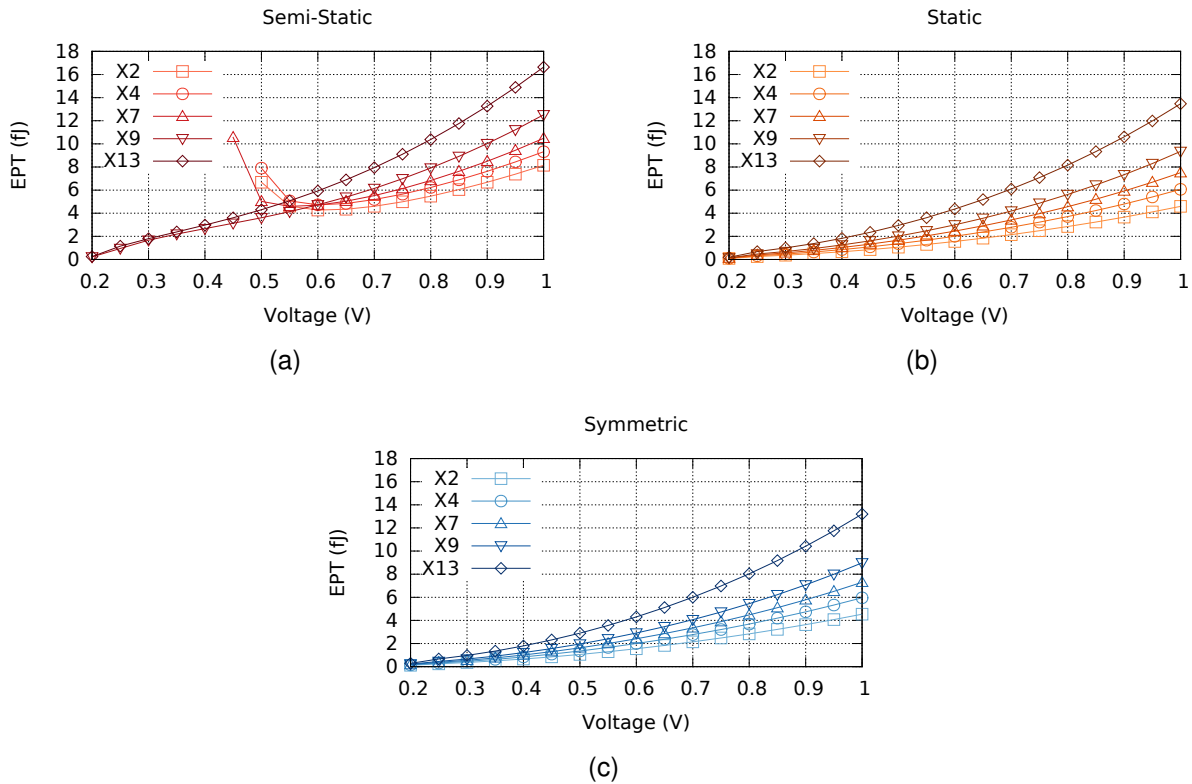 Semi-Static
18
16
14
12
10
8
6
4
2
0
EPT (fJ)
X2
X4
X7
X9
X13
0.2 0.3 0.4 0.5 0.6 0.7 0.8 0.9 1
Voltage (V)
(a)
Static
18
16
14
12
10
8
6
4
2
0
EPT (fJ)
X2
X4
X7
X9
X13
0.2 0.3 0.4 0.5 0.6 0.7 0.8 0.9 1
Voltage (V)
(b)
Symmetric
18
16
14
12
10
8
6
4
2
0
EPT (fJ)
X2
X4
X7
X9
X13
0.2 0.3 0.4 0.5 0.6 0.7 0.8 0.9 1
Voltage (V)
(c)